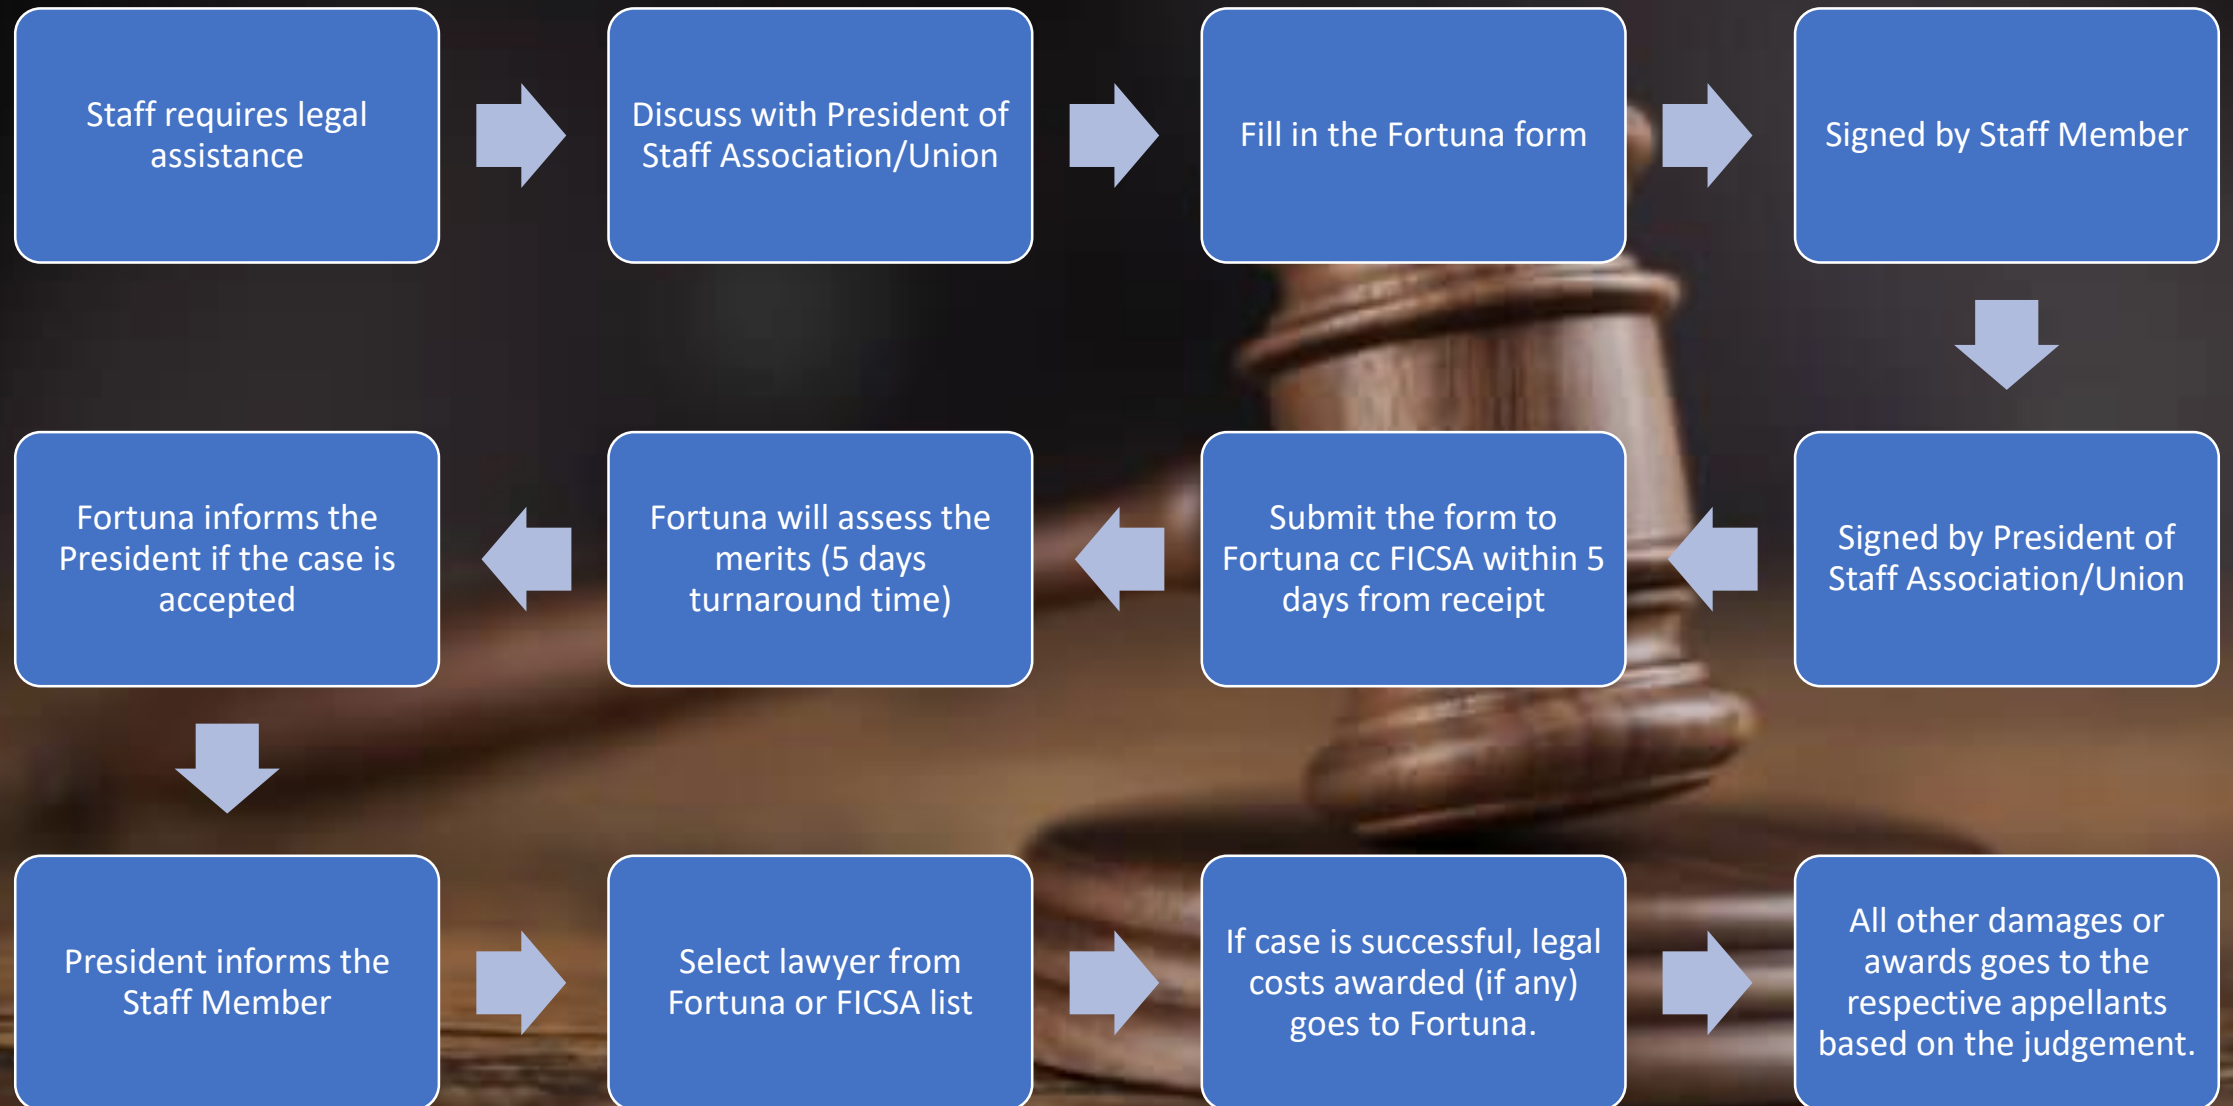 Staff requires legal
assistance
Discuss with President of
Staff Association/Union
Fill in the Fortuna form
Signed by Staff Member
Signed by President of
Staff Association/Union
Submit the form to
Fortuna cc FICSA within 5
days from receipt
Fortuna will assess the
merits (5 days
turnaround time)
Fortuna informs the
President if the case is
accepted
President informs the
Staff Member
Select lawyer from
Fortuna or FICSA list
If case is successful, legal
costs awarded (if any)
goes to Fortuna.
All other damages or
awards goes to the
respective appellants
based on the judgement.